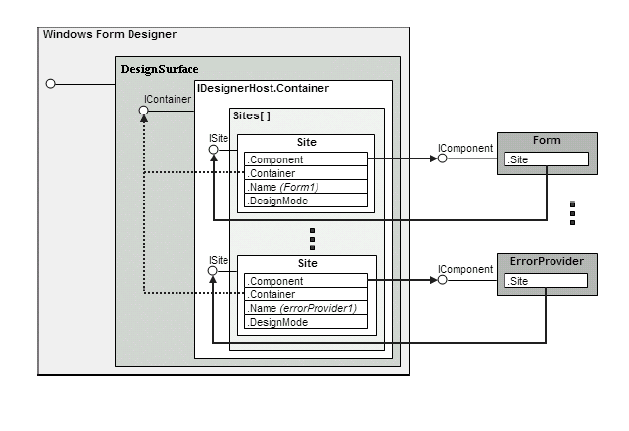 Windows Form Designer
DesignSurface
IDesignerHost.Container
IContainer
Sites[ ]
ISite
Site
.Component
.Container
.Name (Form1)
.DesignMode
IComponent
Form
.Site
ISite
Site
.Component
.Container
.Name (errorProvider1)
.DesignMode
IComponent
ErrorProvider
.Site